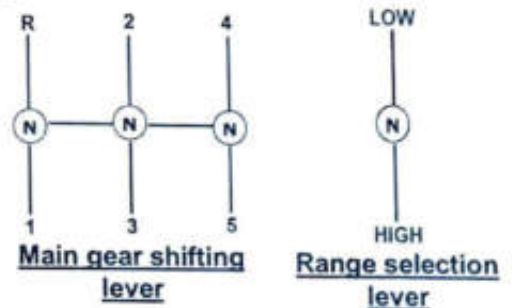 R 2 4 LOW
N N N N
1 3 5 HIGH
Main gear shifting
lever
Range selection
lever